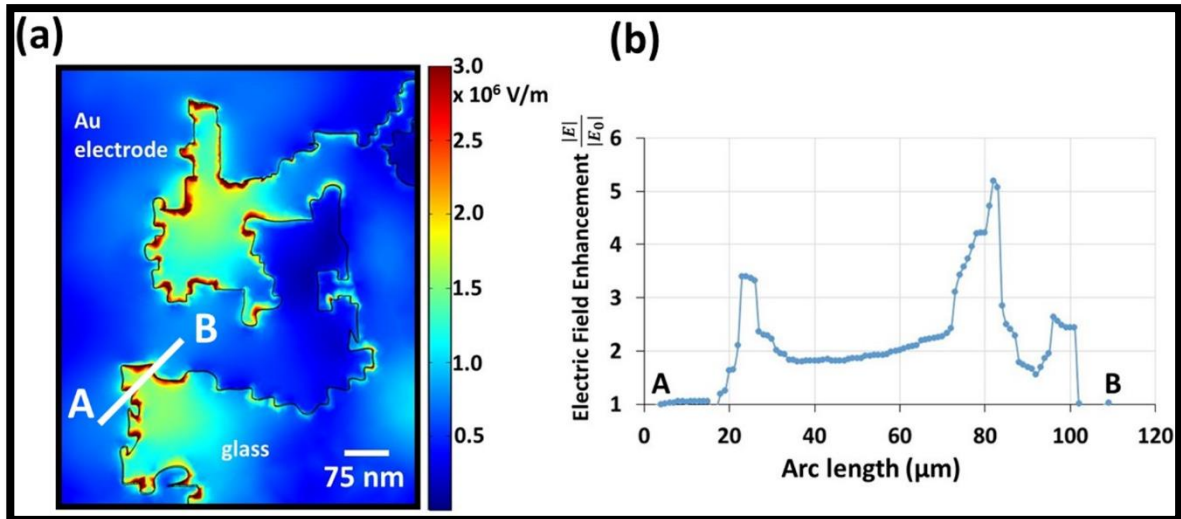 (a)
Au
electrode
A
B
glass
75 nm
3.0
x 10⁶ V/m
2.5
2.0
1.5
1.0
0.5
(b)
Electric Field Enhancement |E|/|E₀|
6
5
4
3
2
1
A
B
0 20 40 60 80 100 120
Arc length (μm)